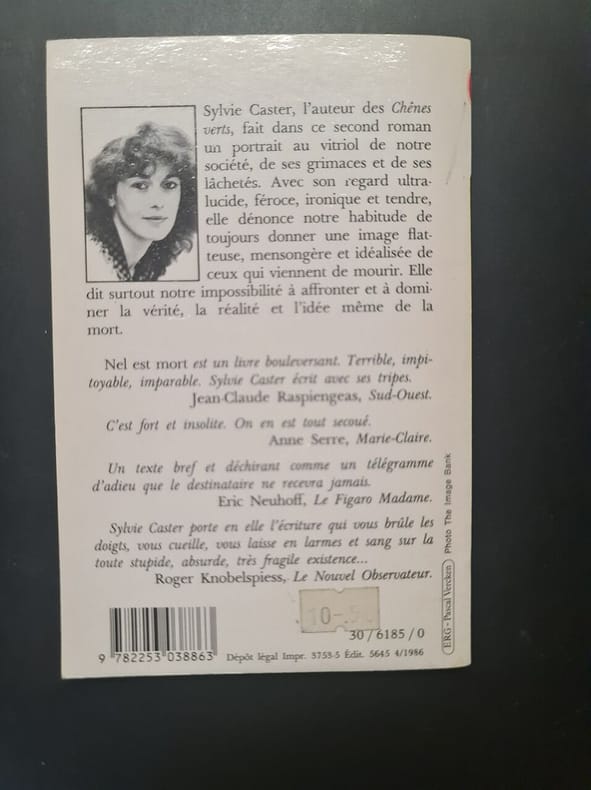 Sylvie Caster, l'auteur des Chênes
verts, fait dans ce second roman
un portrait au vitriol de notre
société, de ses grimaces et de ses
lâchetés. Avec son regard ultra-
lucide, féroce, ironique et tendre,
elle dénonce notre habitude de
toujours donner une image flat-
teuse, mensongère et idéalisée de
ceux qui viennent de mourir. Elle
dit surtout notre impossibilité à affronter et à domi-
ner la vérité, la réalité et l'idée même de la
mort.
Nel est mort est un livre bouleversant. Terrible, impi-
toyable, imparable. Sylvie Caster écrit avec ses tripes.
Jean-Claude Raspiengeas, Sud-Ouest.
C'est fort et insolite. On en est tout secoué.
Anne Serre, Marie-Claire.
Un texte bref et déchirant comme un télégramme
d'adieu que le destinataire ne recevra jamais.
Eric Neuhoff, Le Figaro Madame.
Sylvie Caster porte en elle l'écriture qui vous brûle les
doigts, vous cueille, vous laisse en larmes et sang sur la
toute stupide, absurde, très fragile existence...
Roger Knobelspiess, Le Nouvel Observateur.
ERG - Pascal Vercken Photo The Image Bank
30/6185/0
9 782253 038863
Dépôt légal Impr. 3753-5 Édit. 5645 4/1986